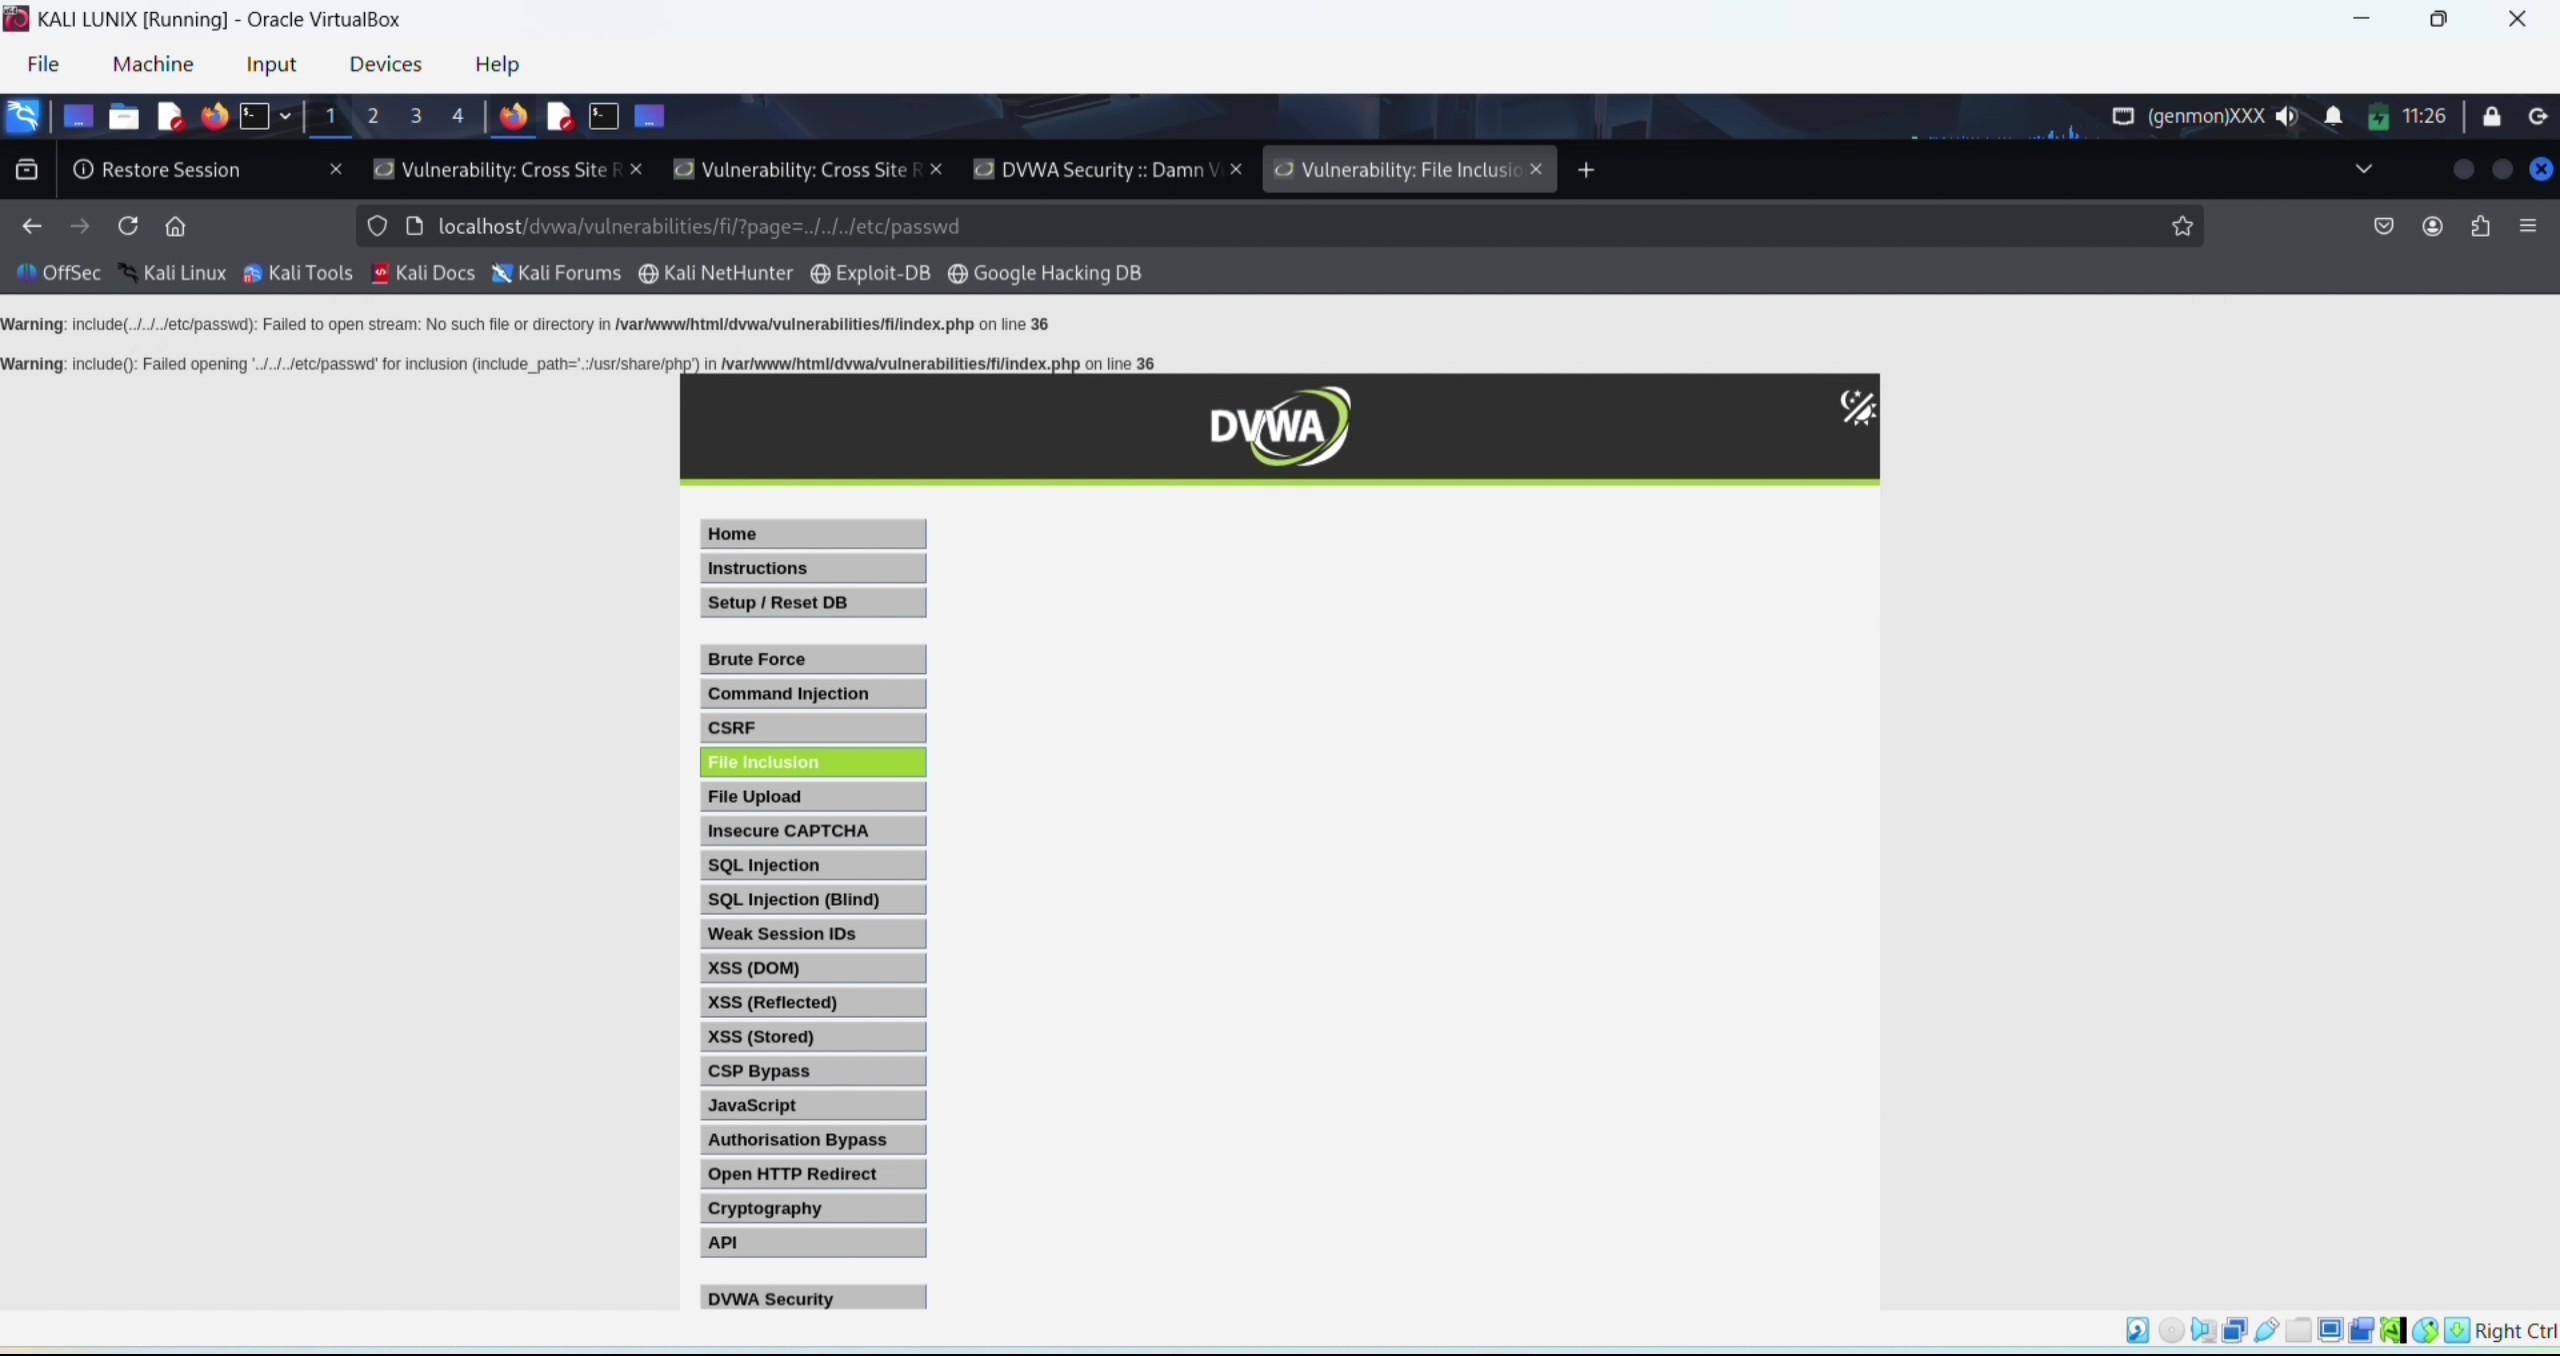 KALI LUNIX [Running] - Oracle VirtualBox
File Machine Input Devices Help
1 2 3 4 (genmon)XXX 11:26
Restore Session Vulnerability: Cross Site R Vulnerability: Cross Site R DVWA Security :: Damn V Vulnerability: File Inclusio
localhost/dvwa/vulnerabilities/fi/?page=../../../etc/passwd
OffSec Kali Linux Kali Tools Kali Docs Kali Forums Kali NetHunter Exploit-DB Google Hacking DB
Warning: include(../../../etc/passwd): Failed to open stream: No such file or directory in /var/www/html/dvwa/vulnerabilities/fi/index.php on line 36
Warning: include(): Failed opening '../../../etc/passwd' for inclusion (include_path='.:/usr/share/php') in /var/www/html/dvwa/vulnerabilities/fi/index.php on line 36
DVWA
Home
Instructions
Setup / Reset DB
Brute Force
Command Injection
CSRF
File Inclusion
File Upload
Insecure CAPTCHA
SQL Injection
SQL Injection (Blind)
Weak Session IDs
XSS (DOM)
XSS (Reflected)
XSS (Stored)
CSP Bypass
JavaScript
Authorisation Bypass
Open HTTP Redirect
Cryptography
API
DVWA Security
Right Ctrl